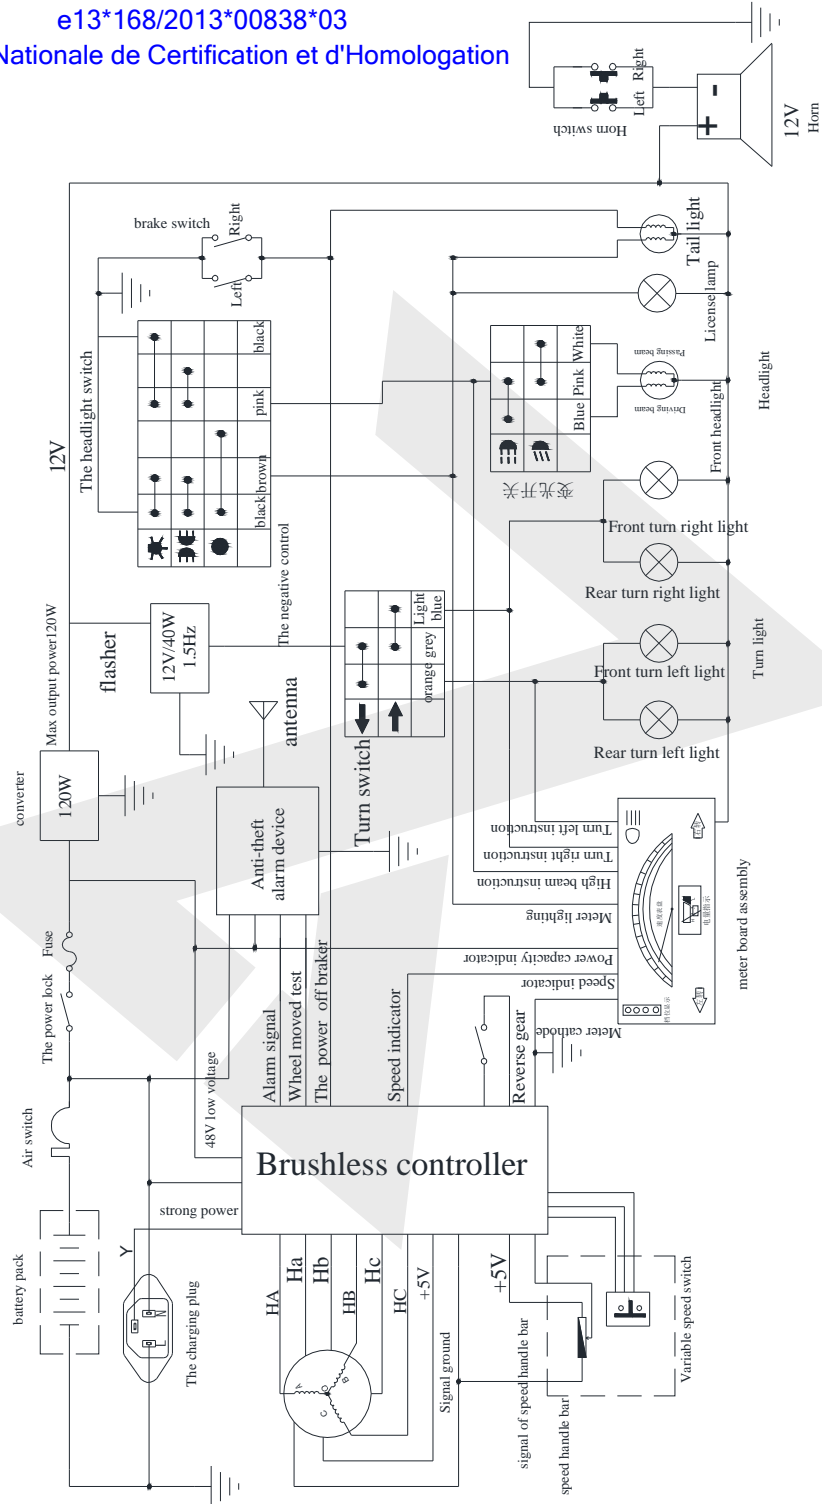 e13*168/2013*00838*03
Nationale de Certification et d'Homologation
Right
Left
Horn switch
12V
Horn
brake switch
Right
Left
Tail light
License lamp
12V
The headlight switch
black
pink
brown
black
White
Pink
Blue
变光开关
Passing beam
Driving beam
Front headlight
Headlight
Front turn right light
Rear turn right light
Front turn left light
Rear turn left light
Turn light
The negative control
Max output power120W
flasher
12V/40W
1.5Hz
Light blue
grey
orange
Turn switch
antenna
converter
120W
Anti-theft
alarm device
Fuse
The power lock
Turn left instruction
Turn right instruction
High beam instruction
Meter lighting
Power capacity indicator
Speed indicator
Meter cathode
meter board assembly
电量指示
Air switch
48V low voltage
Alarm signal
Wheel moved test
The power off braker
Speed indicator
Reverse gear
Brushless controller
strong power
battery pack
Y
N
L
The charging plug
HA
Ha
Hb
HB
Hc
HC
+5V
Signal ground
+5V
A
B
C
O
signal of speed handle bar
speed handle bar
Variable speed switch